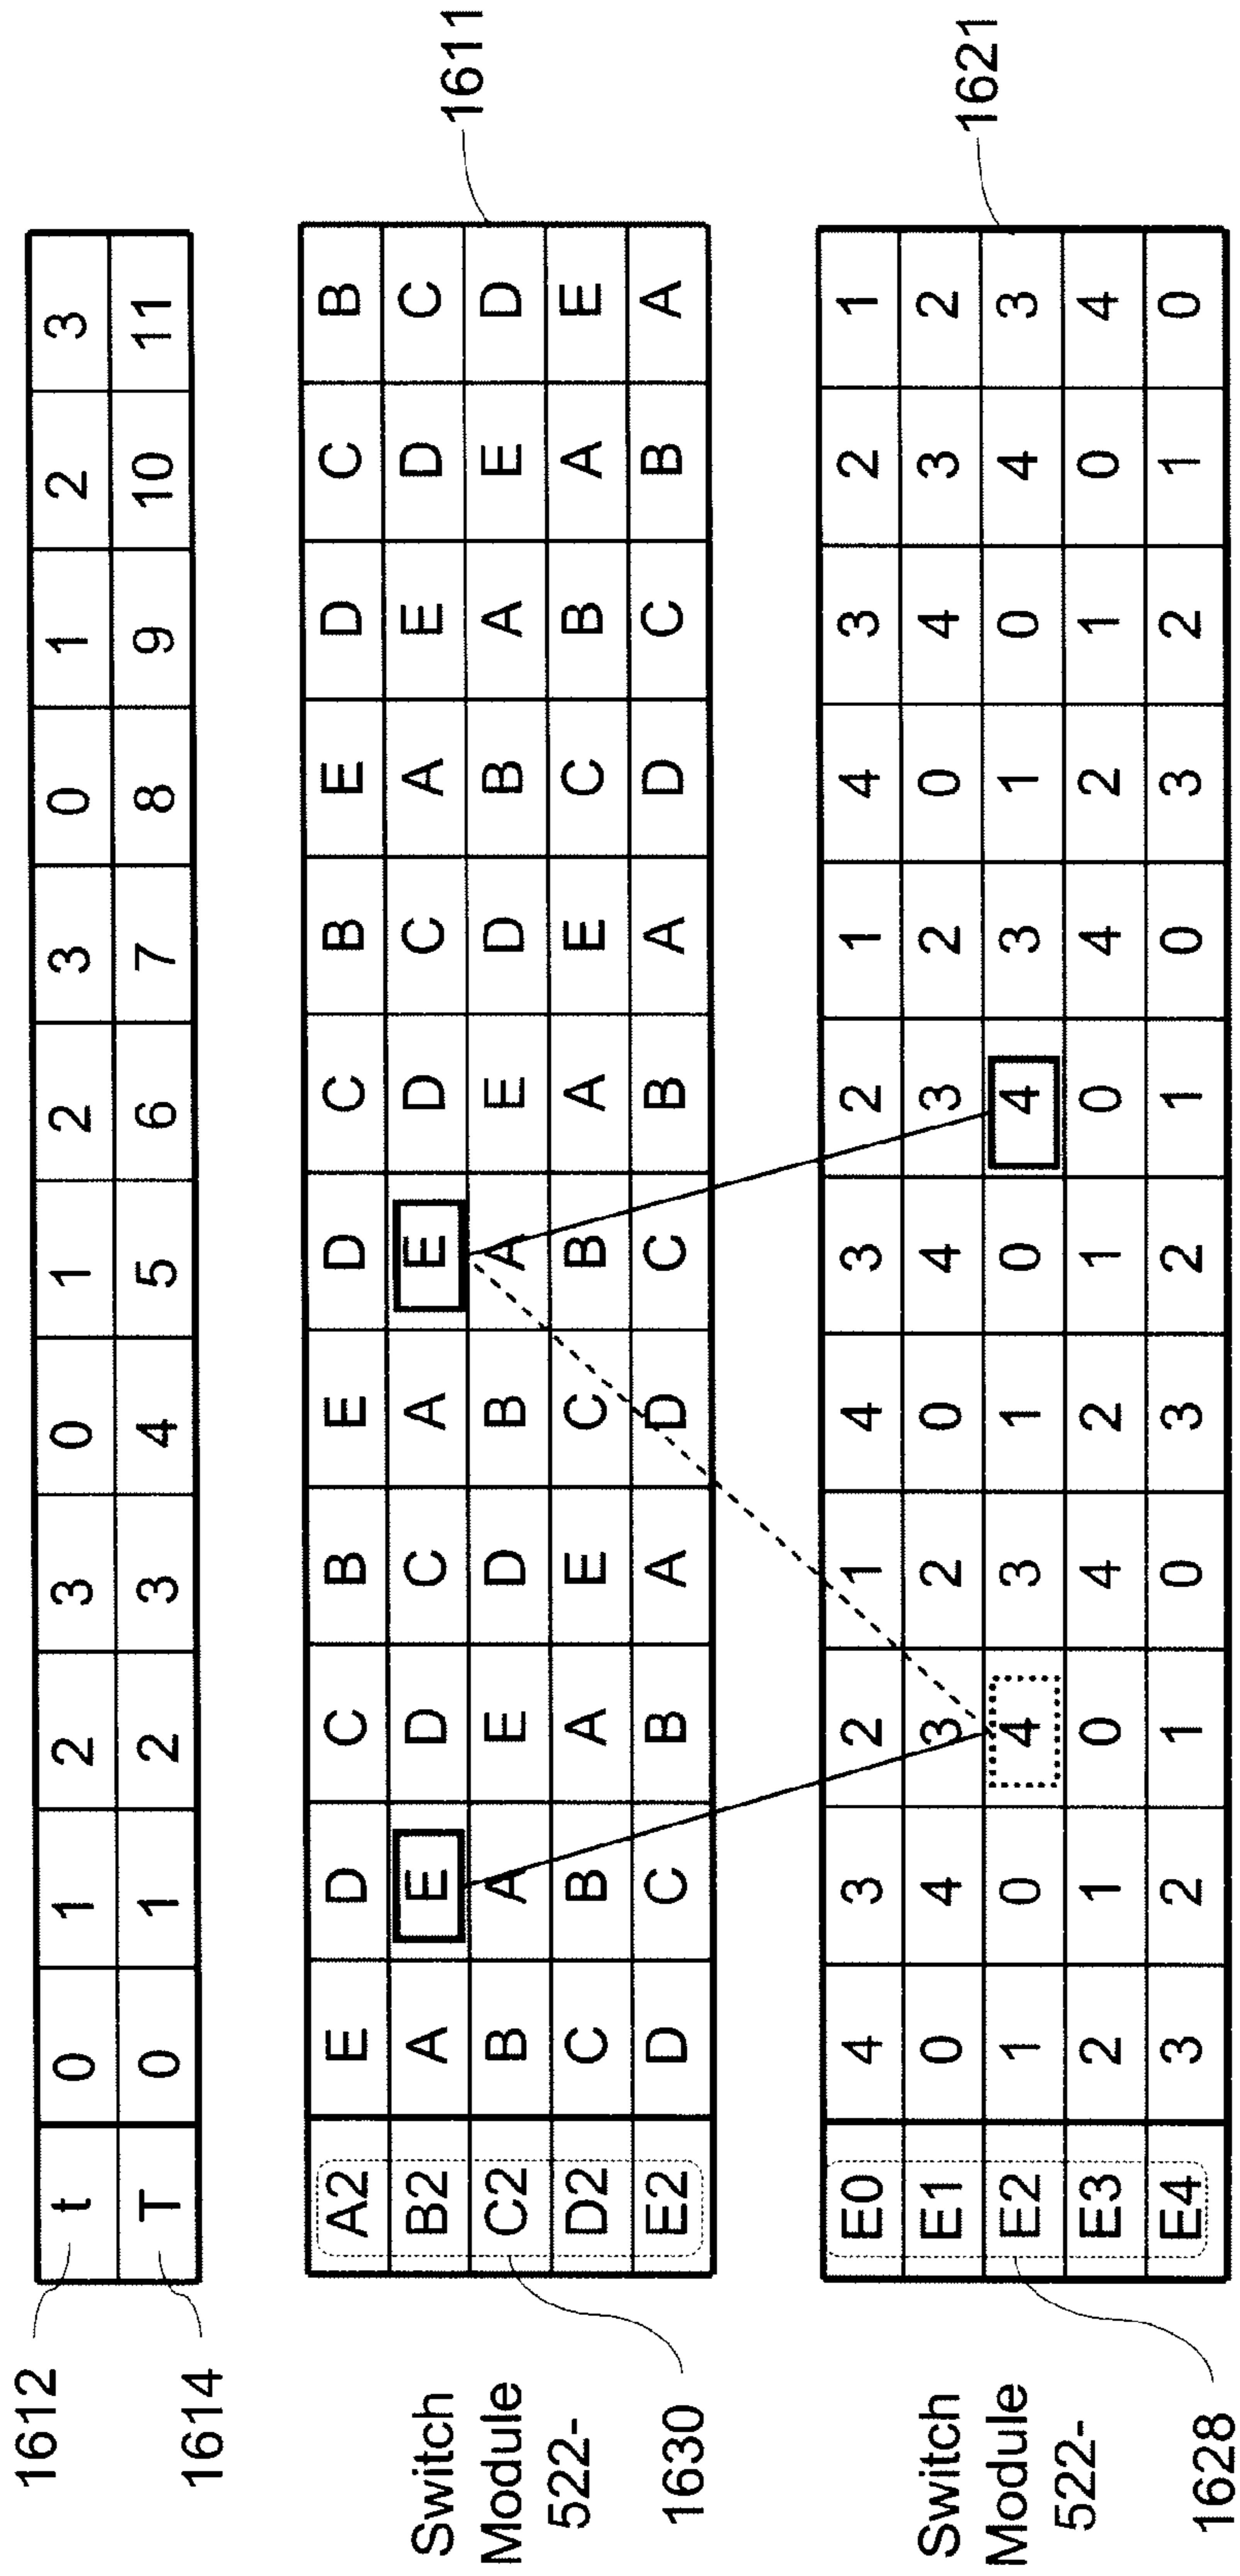 1612
t 0 1 2 3 0 1 2 3 0 1 2 3
T 0 1 2 3 4 5 6 7 8 9 10 11
1614
A2 E D C B E D C B E D C B
Switch
B2 A E D C A E D C A E D C
1611
Module
C2 B A E D B A E D B A E D
522-
D2 C B A E C B A E C B A E
E2 D C B A D C B A D C B A
1630
E0 4 3 2 1 4 3 2 1 4 3 2 1
Switch
E1 0 4 3 2 0 4 3 2 0 4 3 2
1621
Module
E2 1 0 4 3 1 0 4 3 1 0 4 3
522-
E3 2 1 0 4 2 1 0 4 2 1 0 4
E4 3 2 1 0 3 2 1 0 3 2 1 0
1628